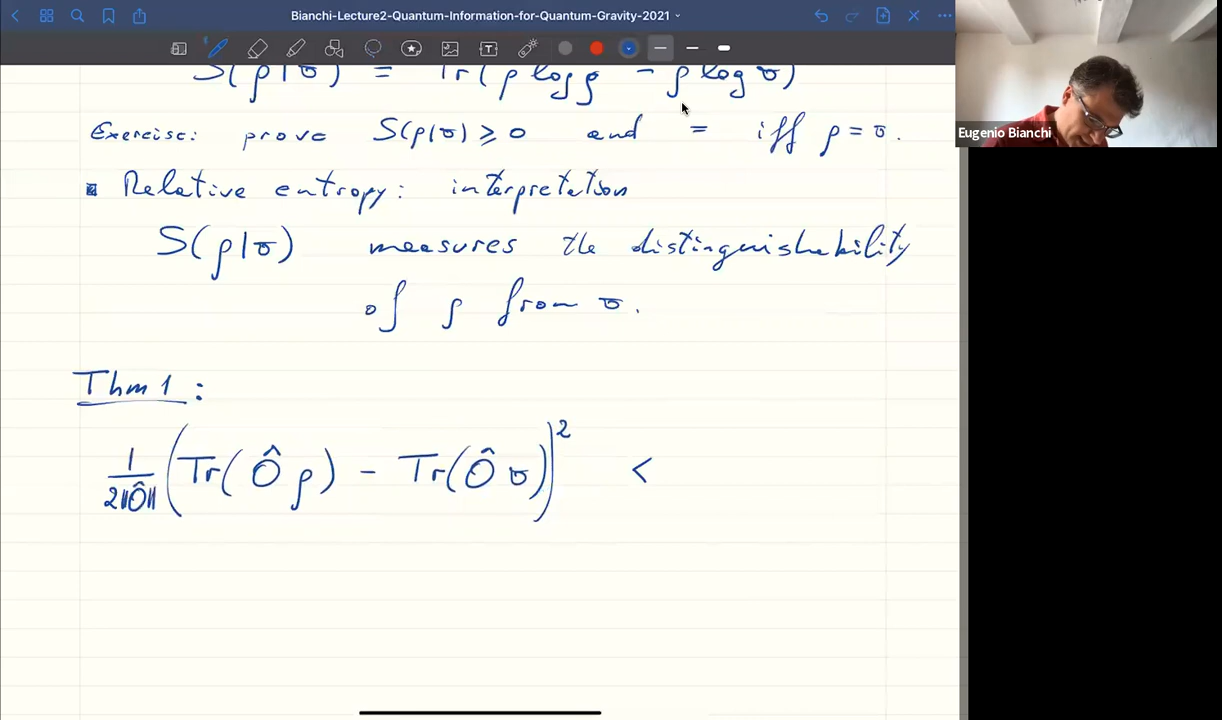 Bianchi-Lecture2-Quantum-Information-for-Quantum-Gravity-2021
S(ρ|σ) = Tr(ρ log ρ - ρ log σ)
Eugenio Bianchi
Exercise: prove S(ρ|σ) ≥ 0 and = iff ρ = σ.
Relative entropy: interpretation
S(ρ|σ) measures the distinguishability
of ρ from σ.
Thm 1:
1/2||Ô|| (Tr(Ô ρ) - Tr(Ô σ))² <